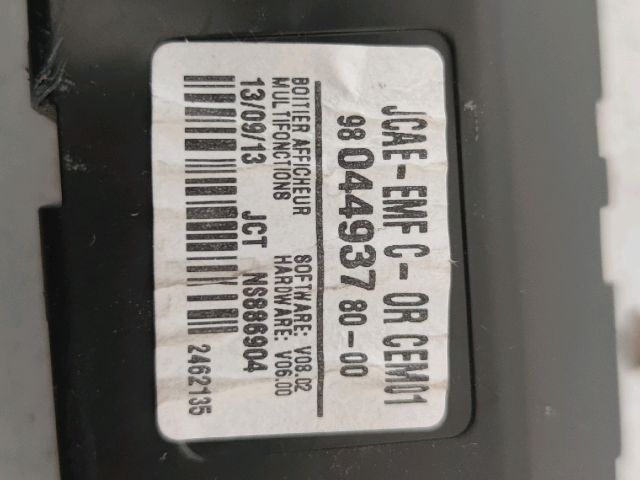 JCAE-EMF C-OR CEM01
98 044937 80-00
BOITIER AFFICHEUR SOFTWARE: V08.02
MULTIFONCTIONS HARDWARE: V06.00
13/09/13 JCT NS886904
2462135